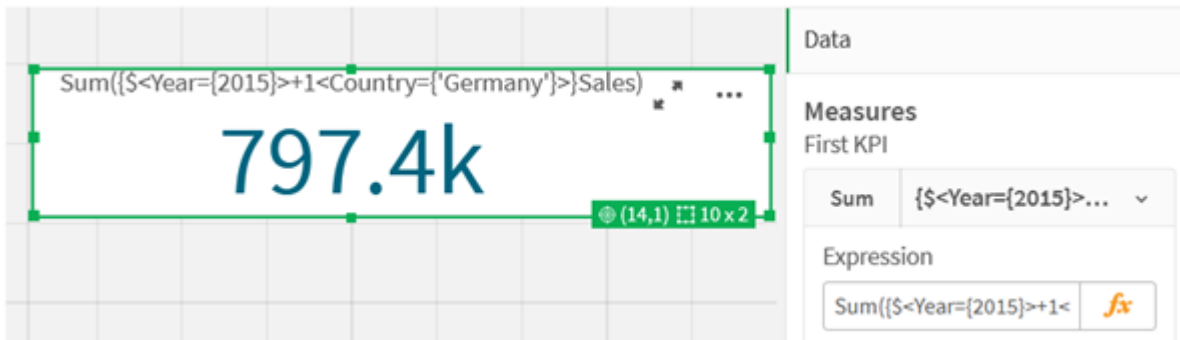 Sum({$<Year={2015}>+1<Country={'Germany'}>}Sales)
797.4k
(14,1) 10 x 2
Data
Measures
First KPI
Sum {$<Year={2015}>...
Expression
Sum({$<Year={2015}>+1< fx